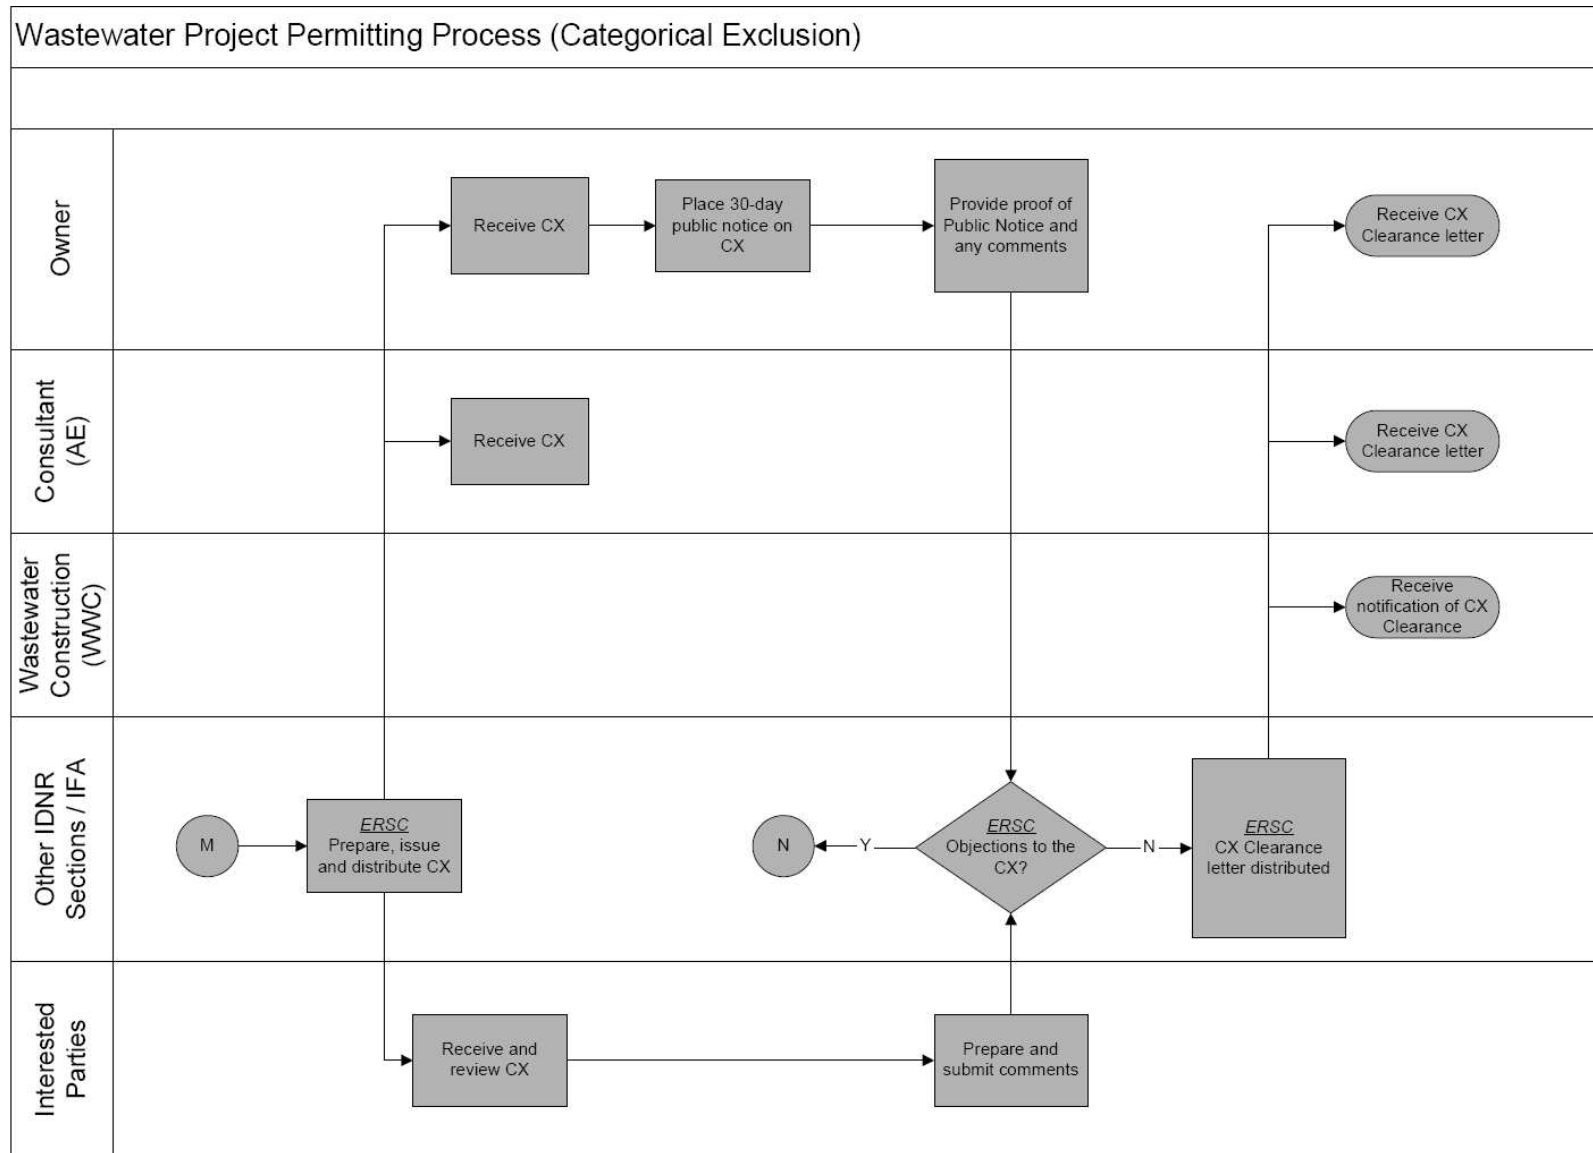 Wastewater Project Permitting Process (Categorical Exclusion)
Owner
Receive CX
Place 30-day
public notice on
CX
Provide proof of
Public Notice and
any comments
Receive CX
Clearance letter
Consultant
(AE)
Receive CX
Receive CX
Clearance letter
Wastewater
Construction
(WWC)
Receive
notification of CX
Clearance
Other IDNR
Sections / IFA
M
ERSC
Prepare, issue
and distribute CX
N
Y
ERSC
Objections to the
CX?
N
ERSC
CX Clearance
letter distributed
Interested
Parties
Receive and
review CX
Prepare and
submit comments